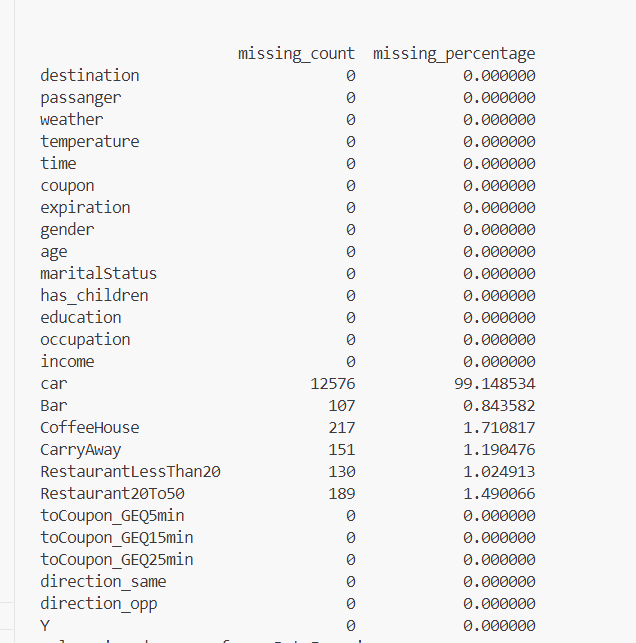 missing_count missing_percentage
destination 0 0.000000
passanger 0 0.000000
weather 0 0.000000
temperature 0 0.000000
time 0 0.000000
coupon 0 0.000000
expiration 0 0.000000
gender 0 0.000000
age 0 0.000000
maritalStatus 0 0.000000
has_children 0 0.000000
education 0 0.000000
occupation 0 0.000000
income 0 0.000000
car 12576 99.148534
Bar 107 0.843582
CoffeeHouse 217 1.710817
CarryAway 151 1.190476
RestaurantLessThan20 130 1.024913
Restaurant20To50 189 1.490066
toCoupon_GEQ5min 0 0.000000
toCoupon_GEQ15min 0 0.000000
toCoupon_GEQ25min 0 0.000000
direction_same 0 0.000000
direction_opp 0 0.000000
Y 0 0.000000